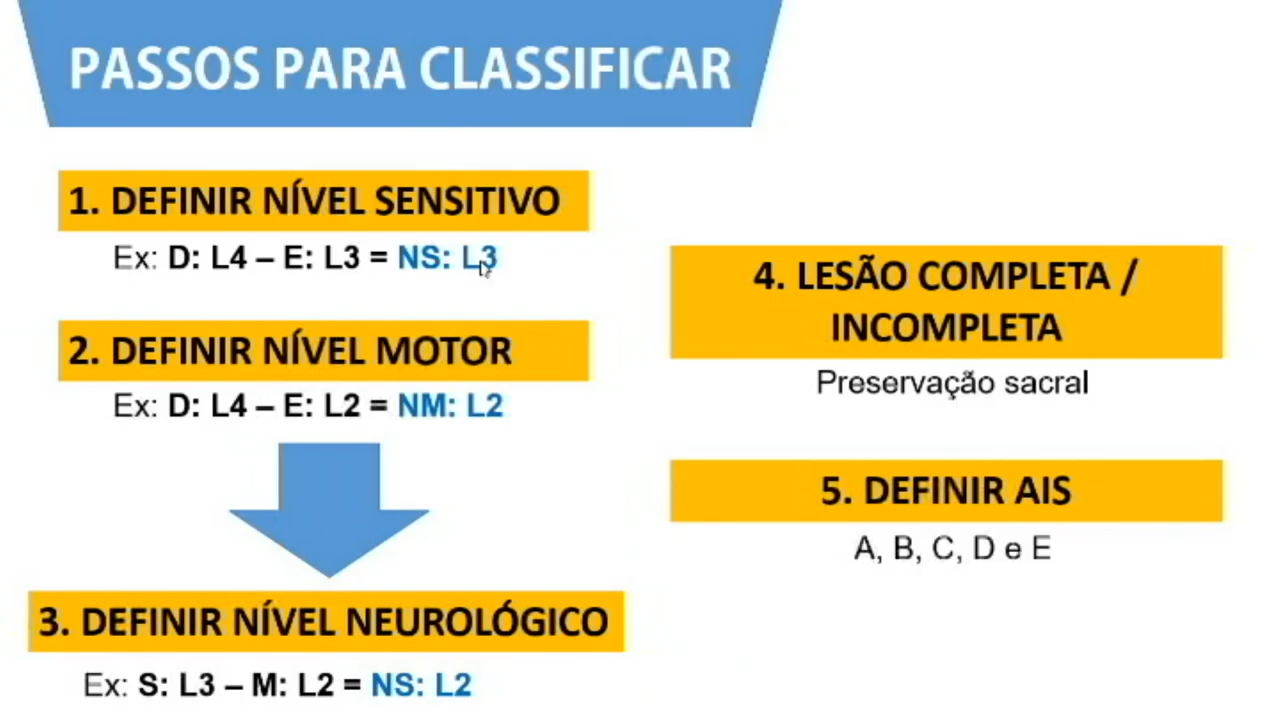 PASSOS PARA CLASSIFICAR
1. DEFINIR NÍVEL SENSITIVO
Ex: D: L4 – E: L3 = NS: L3
2. DEFINIR NÍVEL MOTOR
Ex: D: L4 – E: L2 = NM: L2
3. DEFINIR NÍVEL NEUROLÓGICO
Ex: S: L3 – M: L2 = NS: L2
4. LESÃO COMPLETA /
INCOMPLETA
Preservação sacral
5. DEFINIR AIS
A, B, C, D e E